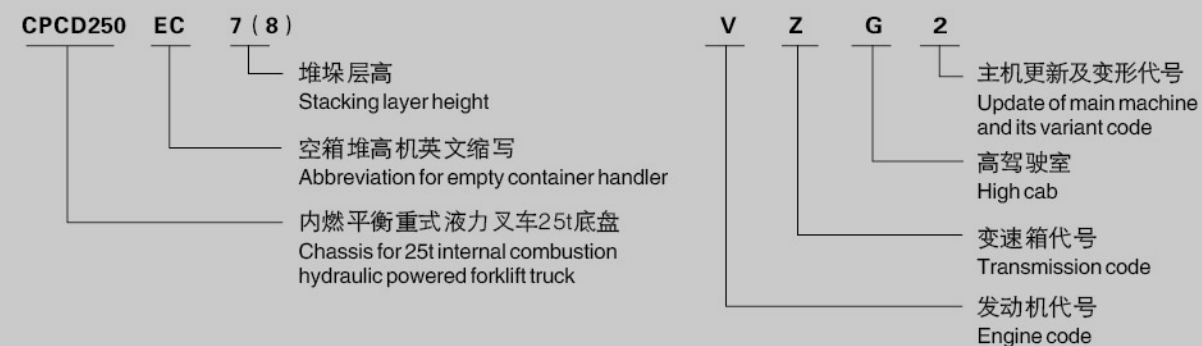 CPCD250 EC 7(8) V Z G 2
堆垛层高
Stacking layer height
空箱堆高机英文缩写
Abbreviation for empty container handler
内燃平衡重式液力叉车25t底盘
Chassis for 25t internal combustion
hydraulic powered forklift truck
主机更新及变形代号
Update of main machine
and its variant code
高驾驶室
High cab
变速箱代号
Transmission code
发动机代号
Engine code